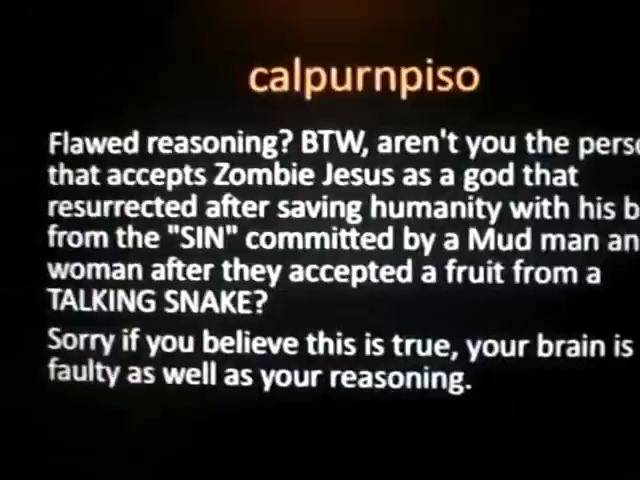 calpurnpiso
Flawed reasoning? BTW, aren't you the
that accepts Zombie Jesus as a god that
resurrected after saving humanity with his
from the "SIN" committed by a Mud man
woman after they accepted a fruit from a
TALKING SNAKE?
Sorry if you believe this is true, your brain is
faulty as well as your reasoning.